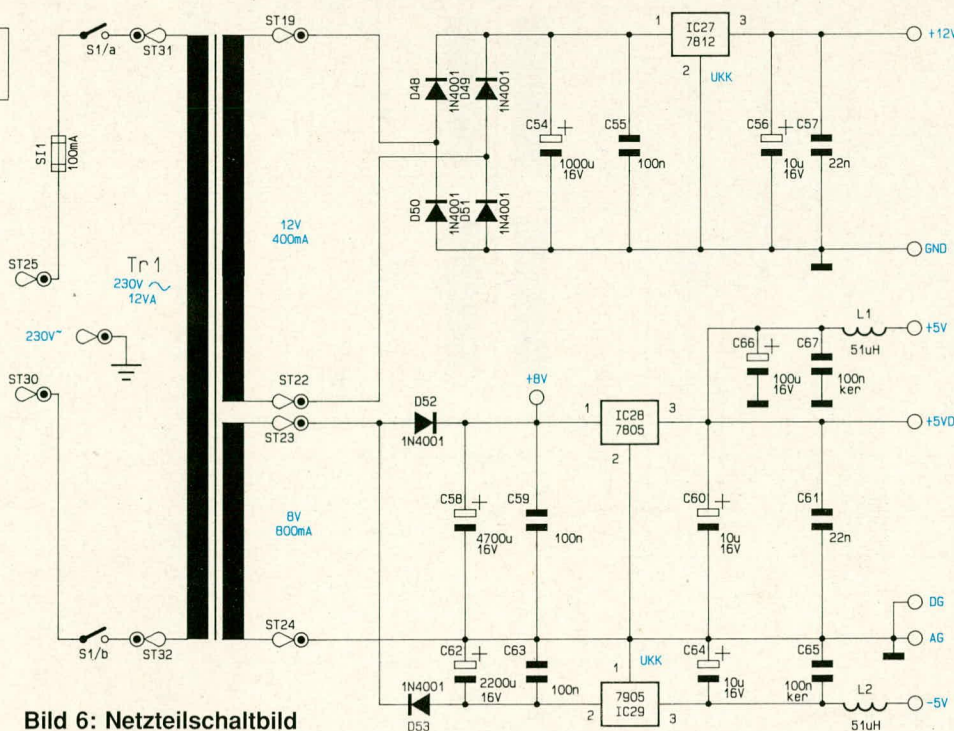 S1/a
ST31
ST19
SI1
100mA
ST25
230V~
ST30
S1/b
ST32
Tr1
230V ~
12VA
12V
400mA
ST22
ST23
8V
800mA
ST24
D48
1N4001
D49
1N4001
D50
1N4001
D51
1N4001
C54
+
1000u
16V
C55
100n
1
IC27
7812
3
2
UKK
C56
+
10u
16V
C57
22n
+12V
GND
L1
51uH
+5V
C66
+
100u
16V
C67
100n
ker
D52
1N4001
+8V
1
IC28
7805
3
2
+5VD
C58
+
4700u
16V
C59
100n
C60
+
10u
16V
C61
22n
DG
AG
C62
+
2200u
16V
C63
100n
1
UKK
2
7905
IC29
3
C64
+
10u
16V
C65
100n
ker
L2
51uH
-5V
1N4001
D53
Bild 6: Netzteilschaltbild